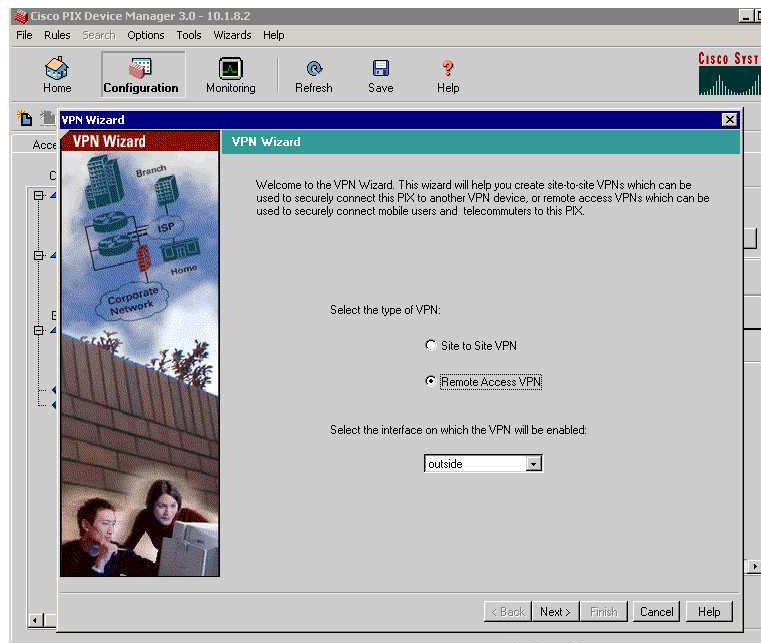 Cisco PIX Device Manager 3.0 - 10.1.8.2
File Rules Search Options Tools Wizards Help
Home Configuration Monitoring Refresh Save Help
CISCO SYST
VPN Wizard
Acce
VPN Wizard
VPN Wizard
Branch
ISP
Home
Corporate
Network
Welcome to the VPN Wizard. This wizard will help you create site-to-site VPNs which can be
used to securely connect this PIX to another VPN device, or remote access VPNs which can be
used to securely connect mobile users and telecommuters to this PIX.
Select the type of VPN:
Site to Site VPN
Remote Access VPN
Select the interface on which the VPN will be enabled:
outside
< Back Next > Finish Cancel Help